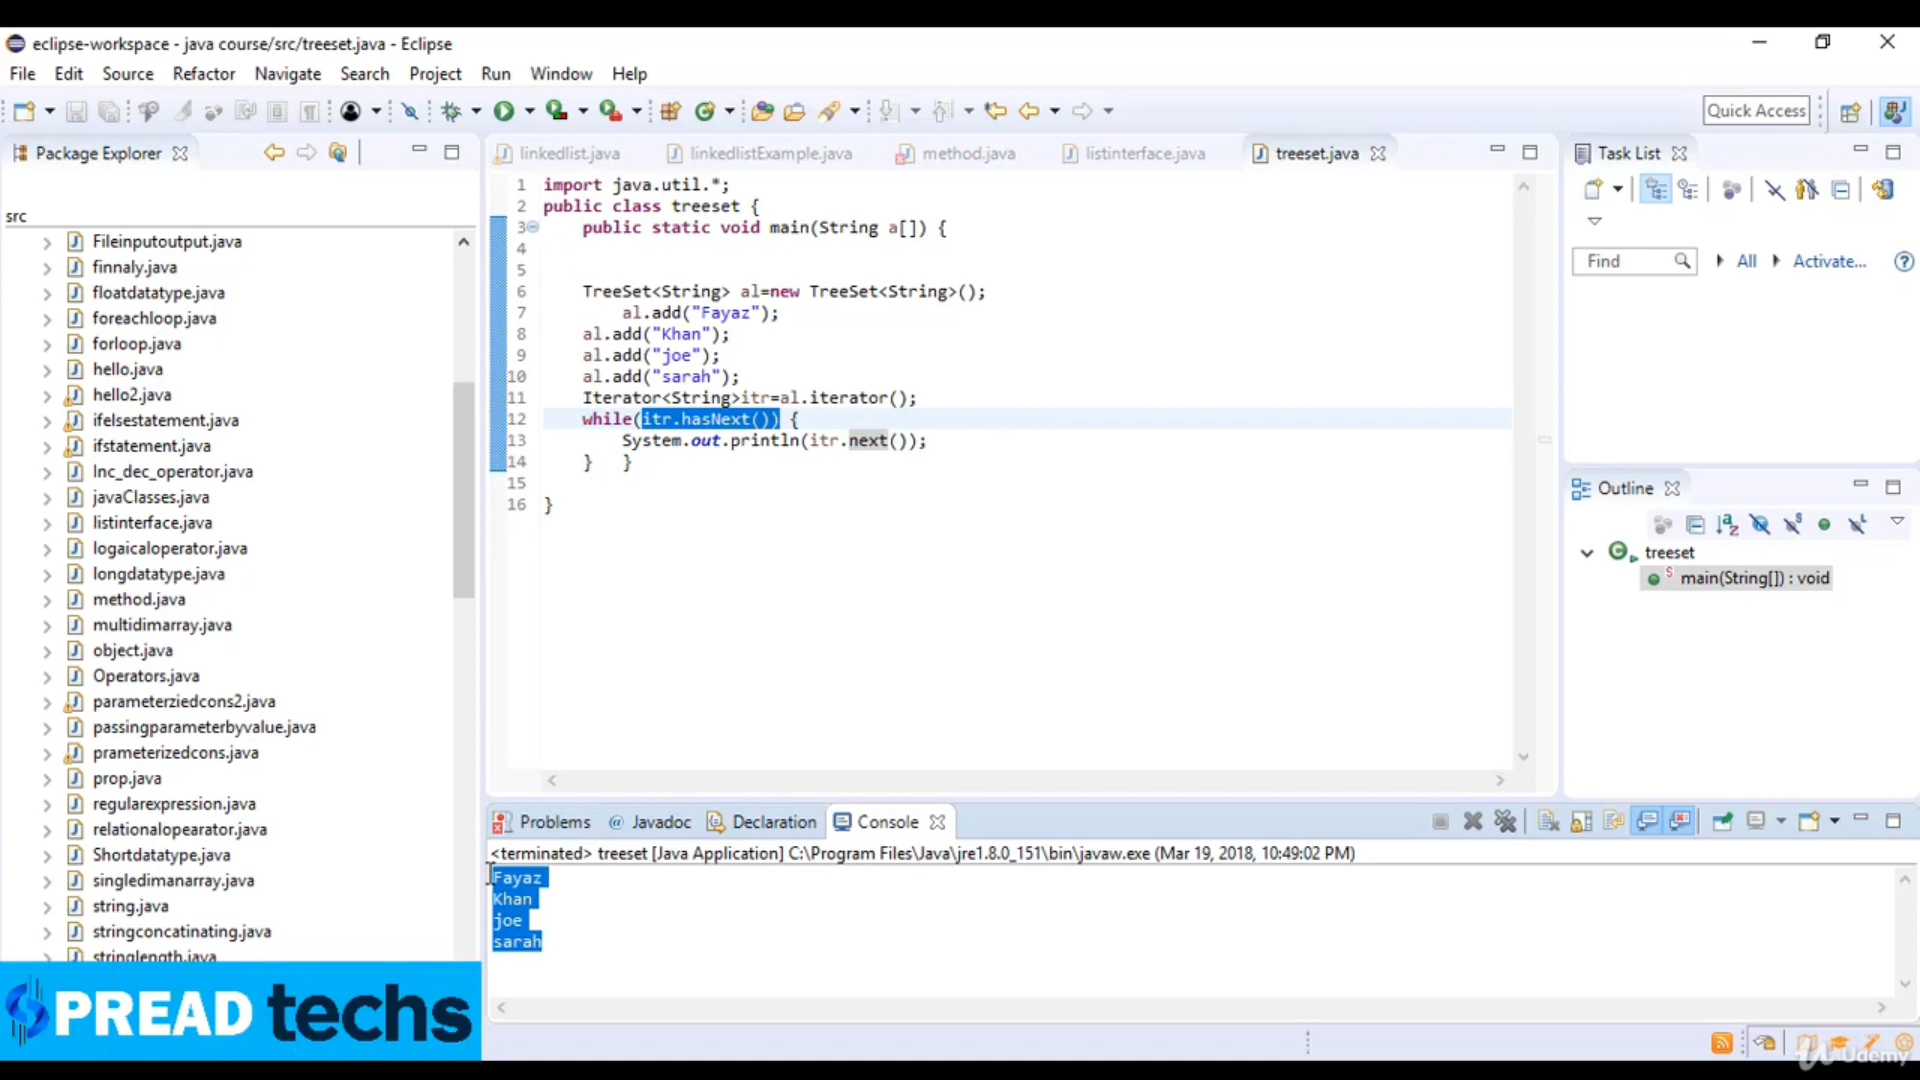 eclipse-workspace - java course/src/treeset.java - Eclipse
File Edit Source Refactor Navigate Search Project Run Window Help
Quick Access
Package Explorer
src
Fileinputoutput.java
finnaly.java
floatdatatype.java
foreachloop.java
forloop.java
hello.java
hello2.java
ifelsestatement.java
ifstatement.java
Inc_dec_operator.java
javaClasses.java
listinterface.java
logaicaloperator.java
longdatatype.java
method.java
multidimarray.java
object.java
Operators.java
parameterziedcons2.java
passingparameterbyvalue.java
prameterizedcons.java
prop.java
regularexpression.java
relationalopearator.java
Shortdatatype.java
singledimanarray.java
string.java
stringconcatinating.java
stringlength.java
linkedlist.java linkedlistExample.java method.java listinterface.java treeset.java
1 import java.util.*;
2 public class treeset {
3 public static void main(String a[]) {
4
5
6 TreeSet<String> al=new TreeSet<String>();
7 al.add("Fayaz");
8 al.add("Khan");
9 al.add("joe");
10 al.add("sarah");
11 Iterator<String>itr=al.iterator();
12 while(itr.hasNext()) {
13 System.out.println(itr.next());
14 } }
15
16 }
Task List
Find All Activate...
Outline
treeset
main(String[]) : void
Problems Javadoc Declaration Console
<terminated> treeset [Java Application] C:\Program Files\Java\jre1.8.0_151\bin\javaw.exe (Mar 19, 2018, 10:49:02 PM)
Fayaz
Khan
joe
sarah
SPREAD techs
Udemy